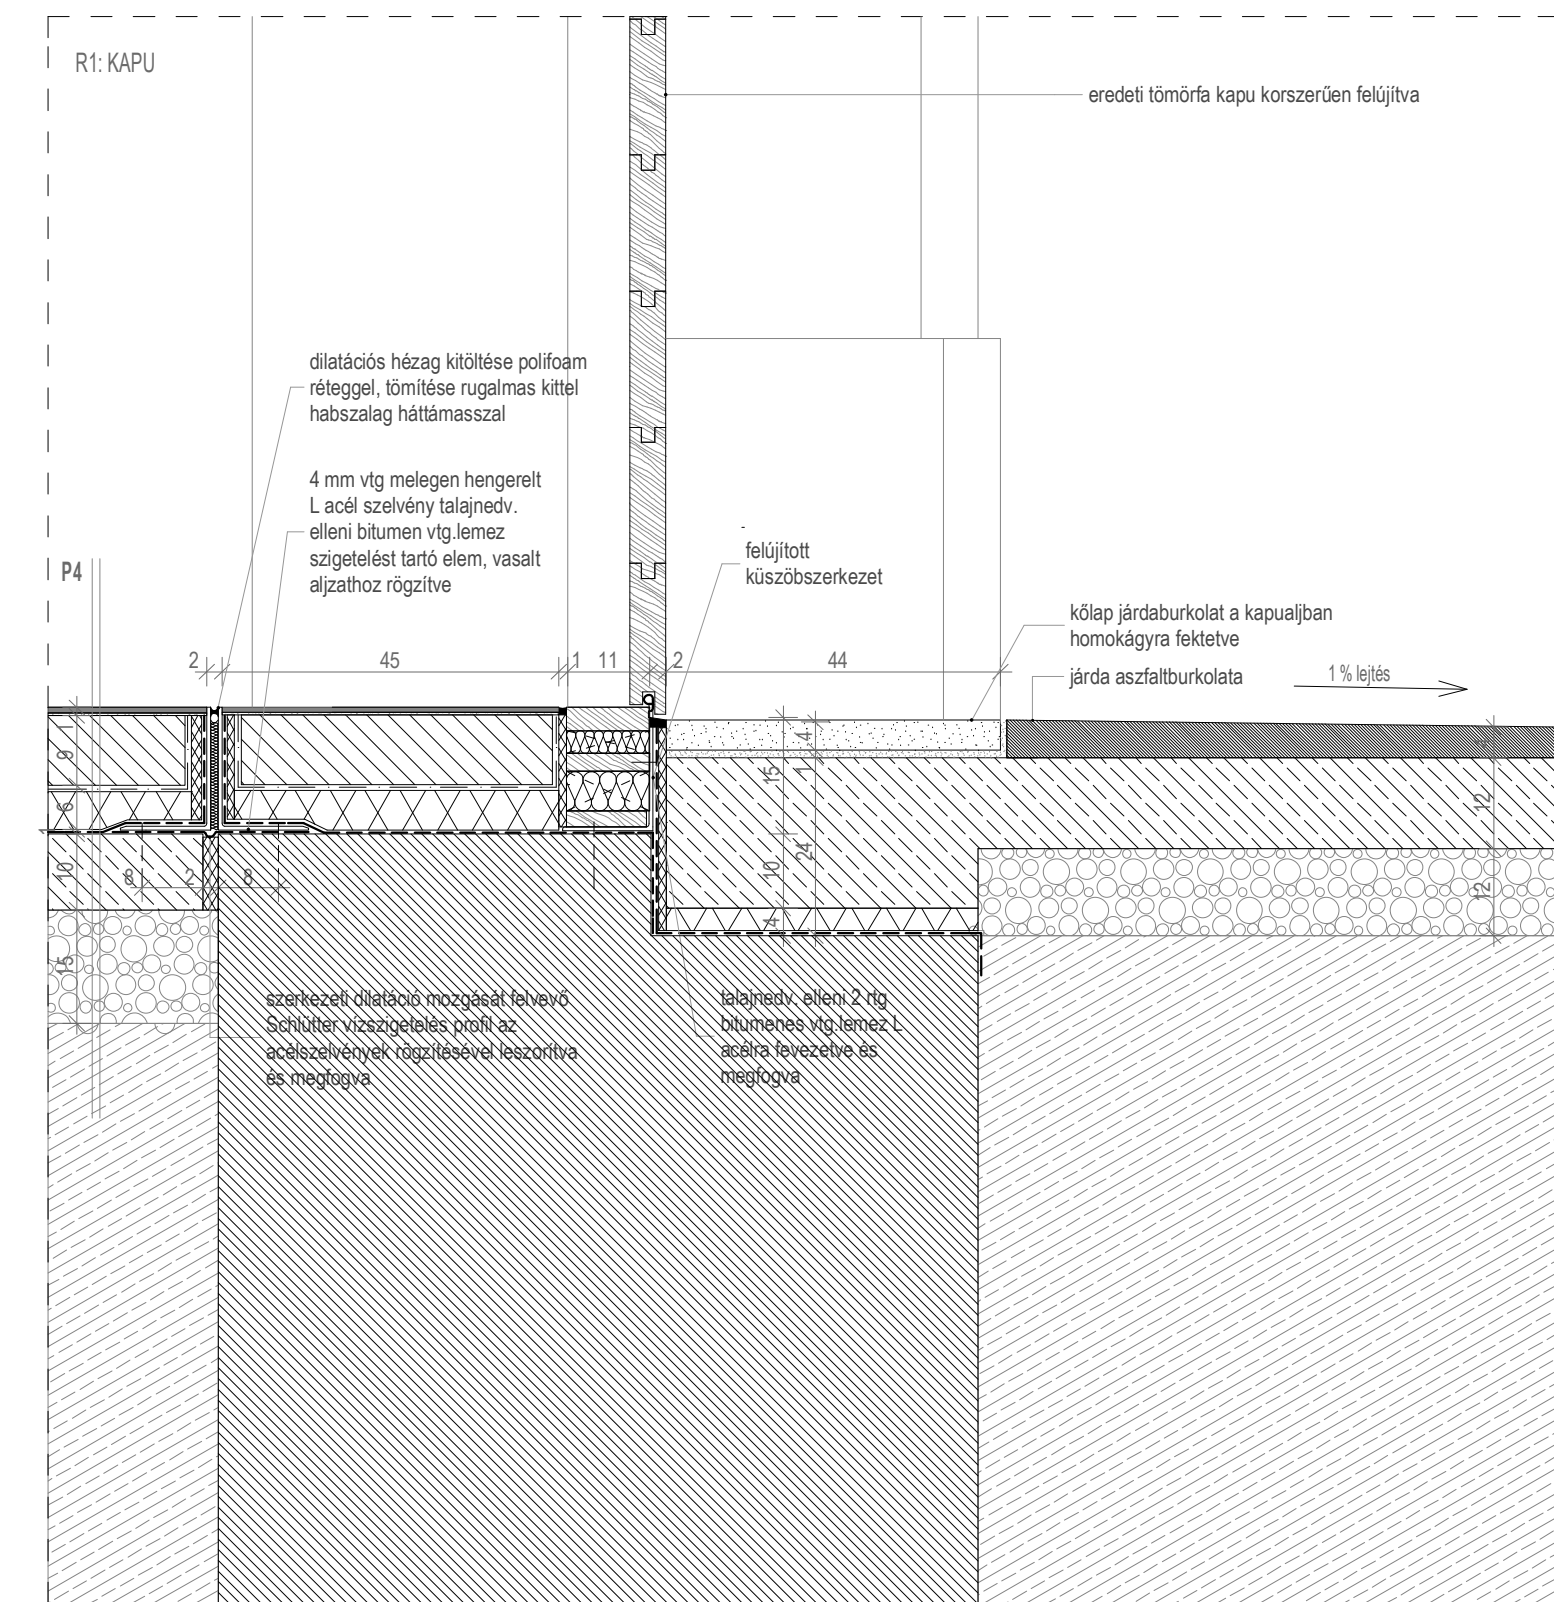 R1: KAPU
eredeti tömörfa kapu korszerűen felújítva
dilatációs hézag kitöltése polifoam
réteggel, tömítése rugalmas kittel
habszalag háttámasszal
4 mm vtg melegen hengerelt
L acél szelvény talajnedv.
elleni bitumen vtg.lemez
szigetelést tartó elem, vasalt
aljzathoz rögzítve
P4
felújított
küszöbszerkezet
kőlap járdaburkolat a kapualjban
homokágyra fektetve
járda aszfaltburkolata
1 % lejtés
2 45 1 11 2 44
1
9
6
10
15
8 2 8
15
10
4
4
1
24
12
12
szerkezeti dilatáció mozgását felvevő
Schlütter vízszigetelés profil az
acélszelvények rögzítésével leszorítva
és megfogva
talajnedv. elleni 2 rtg
bitumenes vtg.lemez L
acélra fevezetve és
megfogva